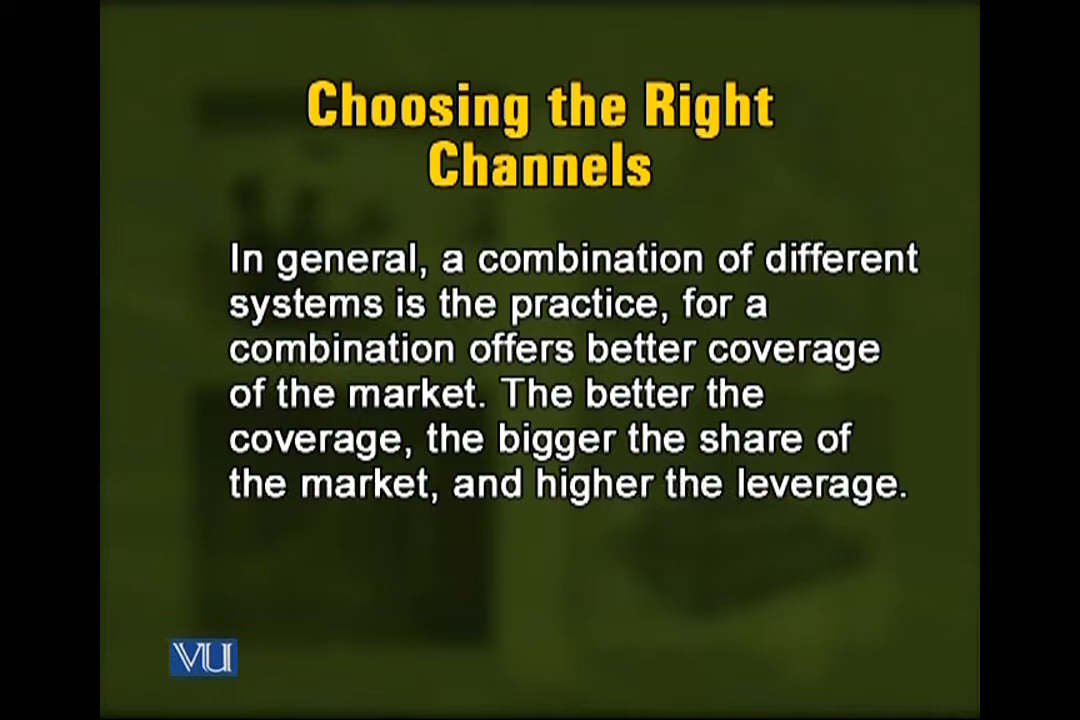 Choosing the Right
Channels
In general, a combination of different
systems is the practice, for a
combination offers better coverage
of the market. The better the
coverage, the bigger the share of
the market, and higher the leverage.
VU